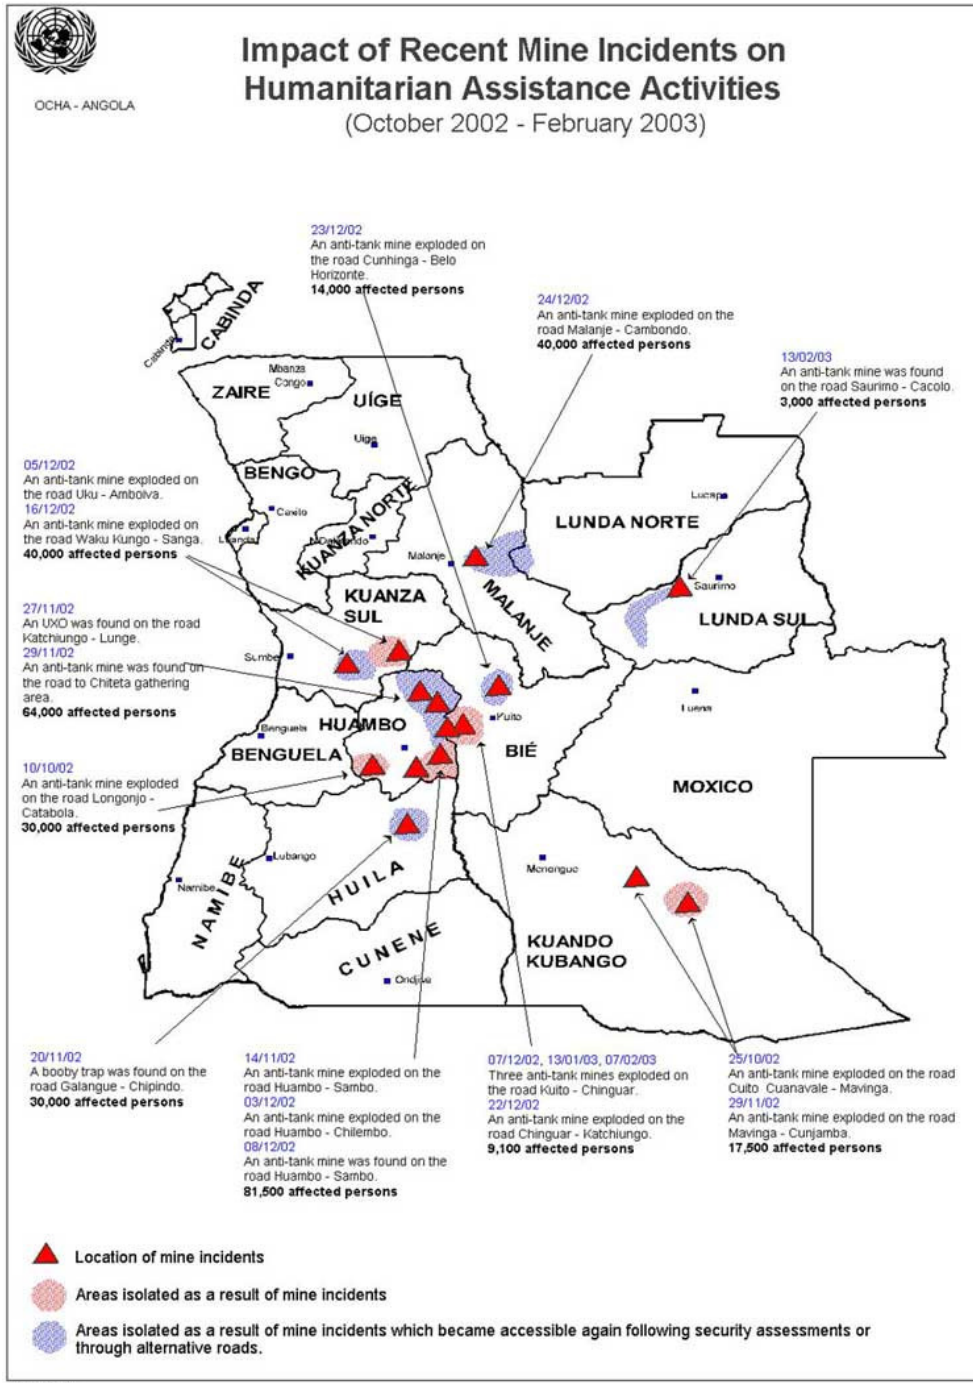 Impact of Recent Mine Incidents on
Humanitarian Assistance Activities
(October 2002 - February 2003)
OCHA - ANGOLA
23/12/02
An anti-tank mine exploded on
the road Cunhinga - Belo
Horizonte.
14,000 affected persons
24/12/02
An anti-tank mine exploded on the
road Malanje - Cambondo.
40,000 affected persons
13/02/03
An anti-tank mine was found
on the road Saurimo - Cacolo.
3,000 affected persons
05/12/02
An anti-tank mine exploded on
the road Uku - Amboiva.
16/12/02
An anti-tank mine exploded on
the road Waku Kungo - Sanga.
40,000 affected persons
27/11/02
An UXO was found on the road
Katchiungo - Lunge.
29/11/02
An anti-tank mine was found on
the road to Chiteta gathering
area.
64,000 affected persons
10/10/02
An anti-tank mine exploded
on the road Longonjo -
Catabola.
30,000 affected persons
CABINDA
Cabinda
ZAIRE
Mbanza
Congo
UÍGE
Uige
BENGO
Caxito
Luanda
KUANZA NORTE
Malanje
MALANJE
LUNDA NORTE
Lucapa
Saurimo
LUNDA SUL
KUANZA
SUL
Sumbe
HUAMBO
Benguela
BENGUELA
Kuito
BIÉ
Luena
MOXICO
Lubango
HUILA
Namibe
NAMIBE
Menongue
KUANDO
KUBANGO
CUNENE
Ondjiva
20/11/02
A booby trap was found on the
road Galangue - Chipindo.
30,000 affected persons
14/11/02
An anti-tank mine exploded on the
road Huambo - Sambo.
03/12/02
An anti-tank mine exploded on the
road Huambo - Chilembo.
08/12/02
An anti-tank mine was found on the
road Huambo - Sambo.
81,500 affected persons
07/12/02, 13/01/03, 07/02/03
Three anti-tank mines exploded on
the road Kuito - Chinguar.
22/12/02
An anti-tank mine exploded on the
road Chinguar - Katchiungo.
9,100 affected persons
25/10/02
An anti-tank mine exploded on the road
Cuito Cuanavale - Mavinga.
29/11/02
An anti-tank mine exploded on the road
Mavinga - Cunjamba.
17,500 affected persons
Location of mine incidents
Areas isolated as a result of mine incidents
Areas isolated as a result of mine incidents which became accessible again following security assessments or
through alternative roads.